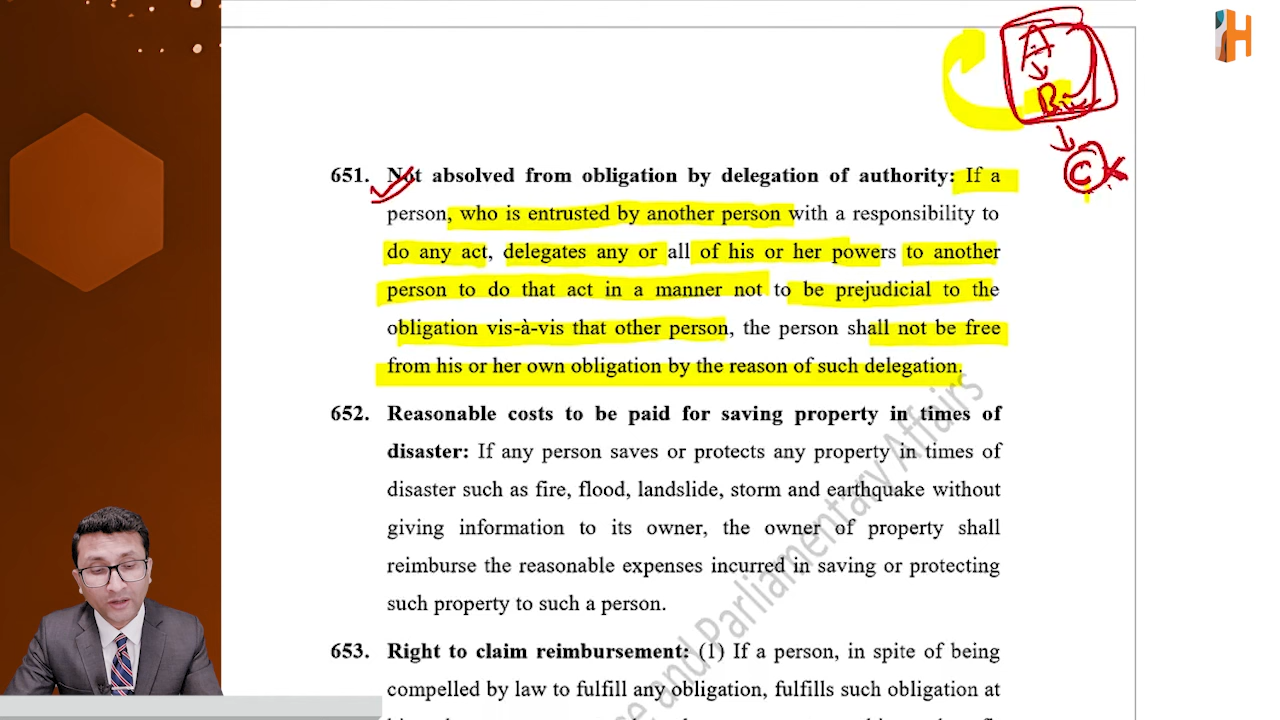 A
B
C
H
651. Not absolved from obligation by delegation of authority: If a
person, who is entrusted by another person with a responsibility to
do any act, delegates any or all of his or her powers to another
person to do that act in a manner not to be prejudicial to the
obligation vis-à-vis that other person, the person shall not be free
from his or her own obligation by the reason of such delegation.
652. Reasonable costs to be paid for saving property in times of
disaster: If any person saves or protects any property in times of
disaster such as fire, flood, landslide, storm and earthquake without
giving information to its owner, the owner of property shall
reimburse the reasonable expenses incurred in saving or protecting
such property to such a person.
653. Right to claim reimbursement: (1) If a person, in spite of being
compelled by law to fulfill any obligation, fulfills such obligation at
and Parliamentary Affairs